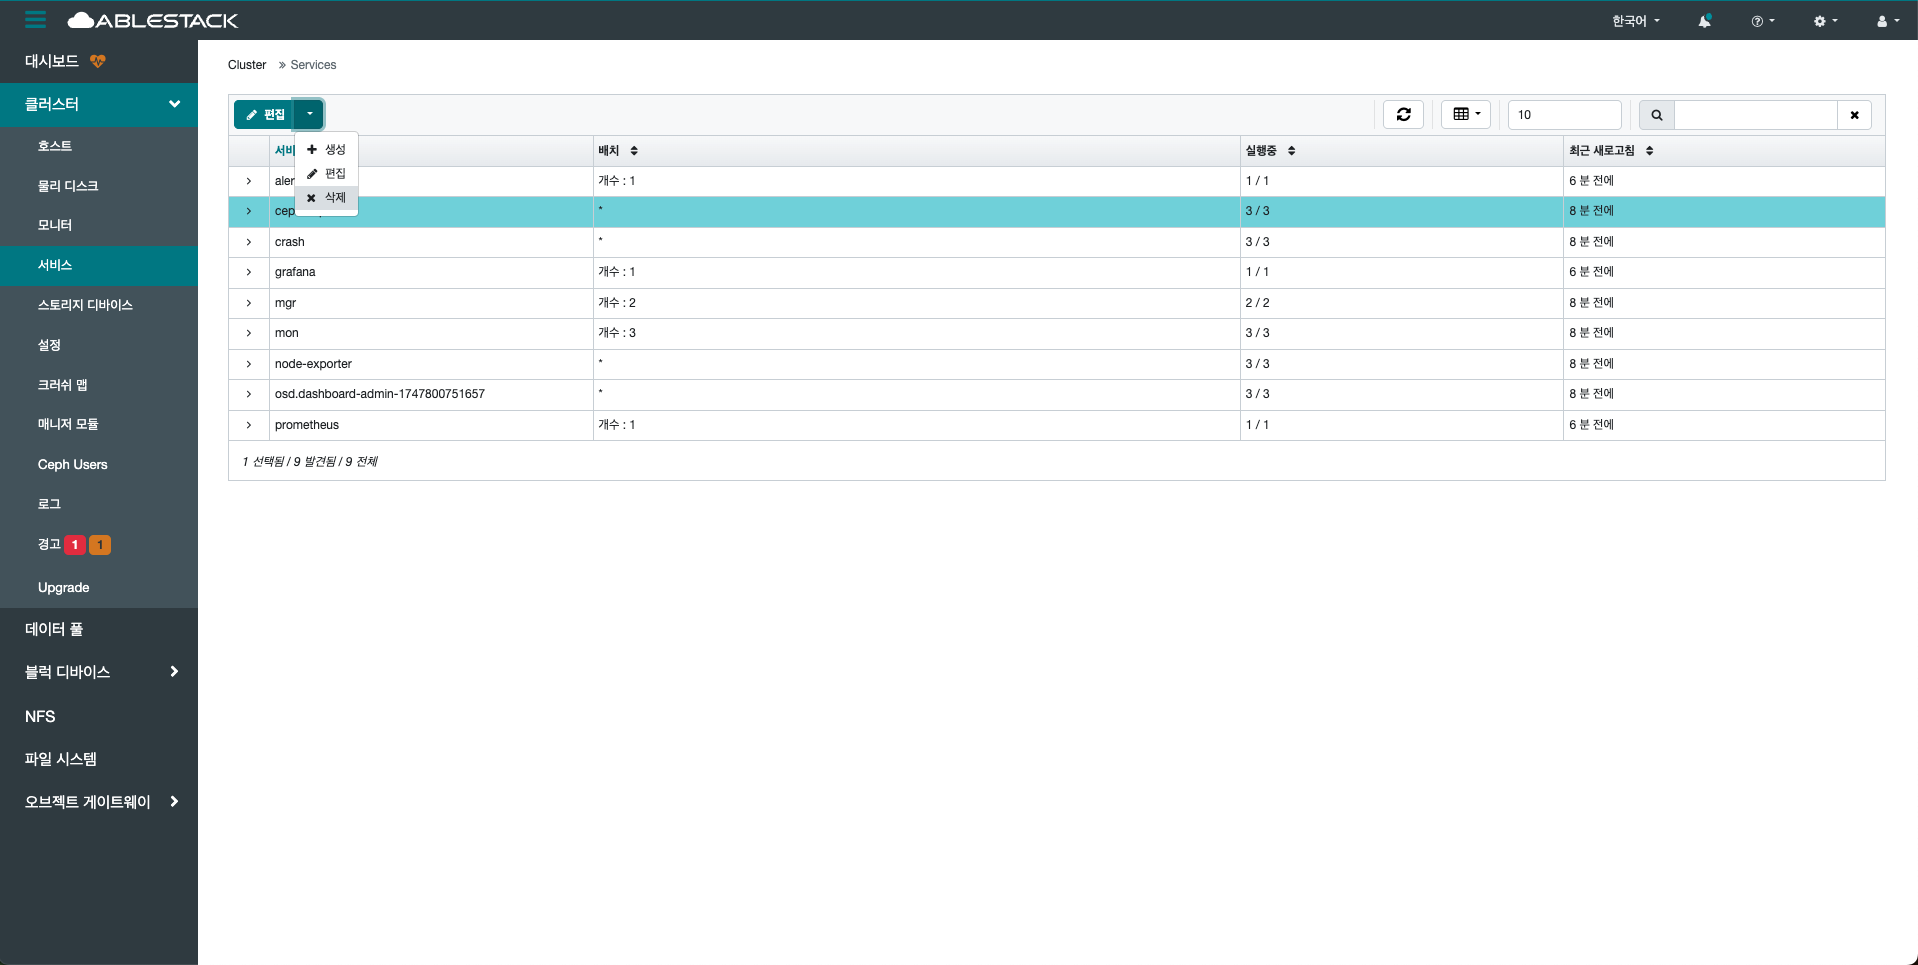 ABLESTACK
한국어
대시보드
클러스터
호스트
물리 디스크
모니터
서비스
스토리지 디바이스
설정
크러쉬 맵
매니저 모듈
Ceph Users
로그
경고 1 1
Upgrade
데이터 풀
블럭 디바이스
NFS
파일 시스템
오브젝트 게이트웨이
Cluster » Services
편집
10
생성
편집
삭제
배치 실행중 최근 새로고침
개수 : 1 1 / 1 6 분 전에
* 3 / 3 8 분 전에
crash * 3 / 3 8 분 전에
grafana 개수 : 1 1 / 1 6 분 전에
mgr 개수 : 2 2 / 2 8 분 전에
mon 개수 : 3 3 / 3 8 분 전에
node-exporter * 3 / 3 8 분 전에
osd.dashboard-admin-1747800751657 * 3 / 3 8 분 전에
prometheus 개수 : 1 1 / 1 6 분 전에
1 선택됨 / 9 발견됨 / 9 전체